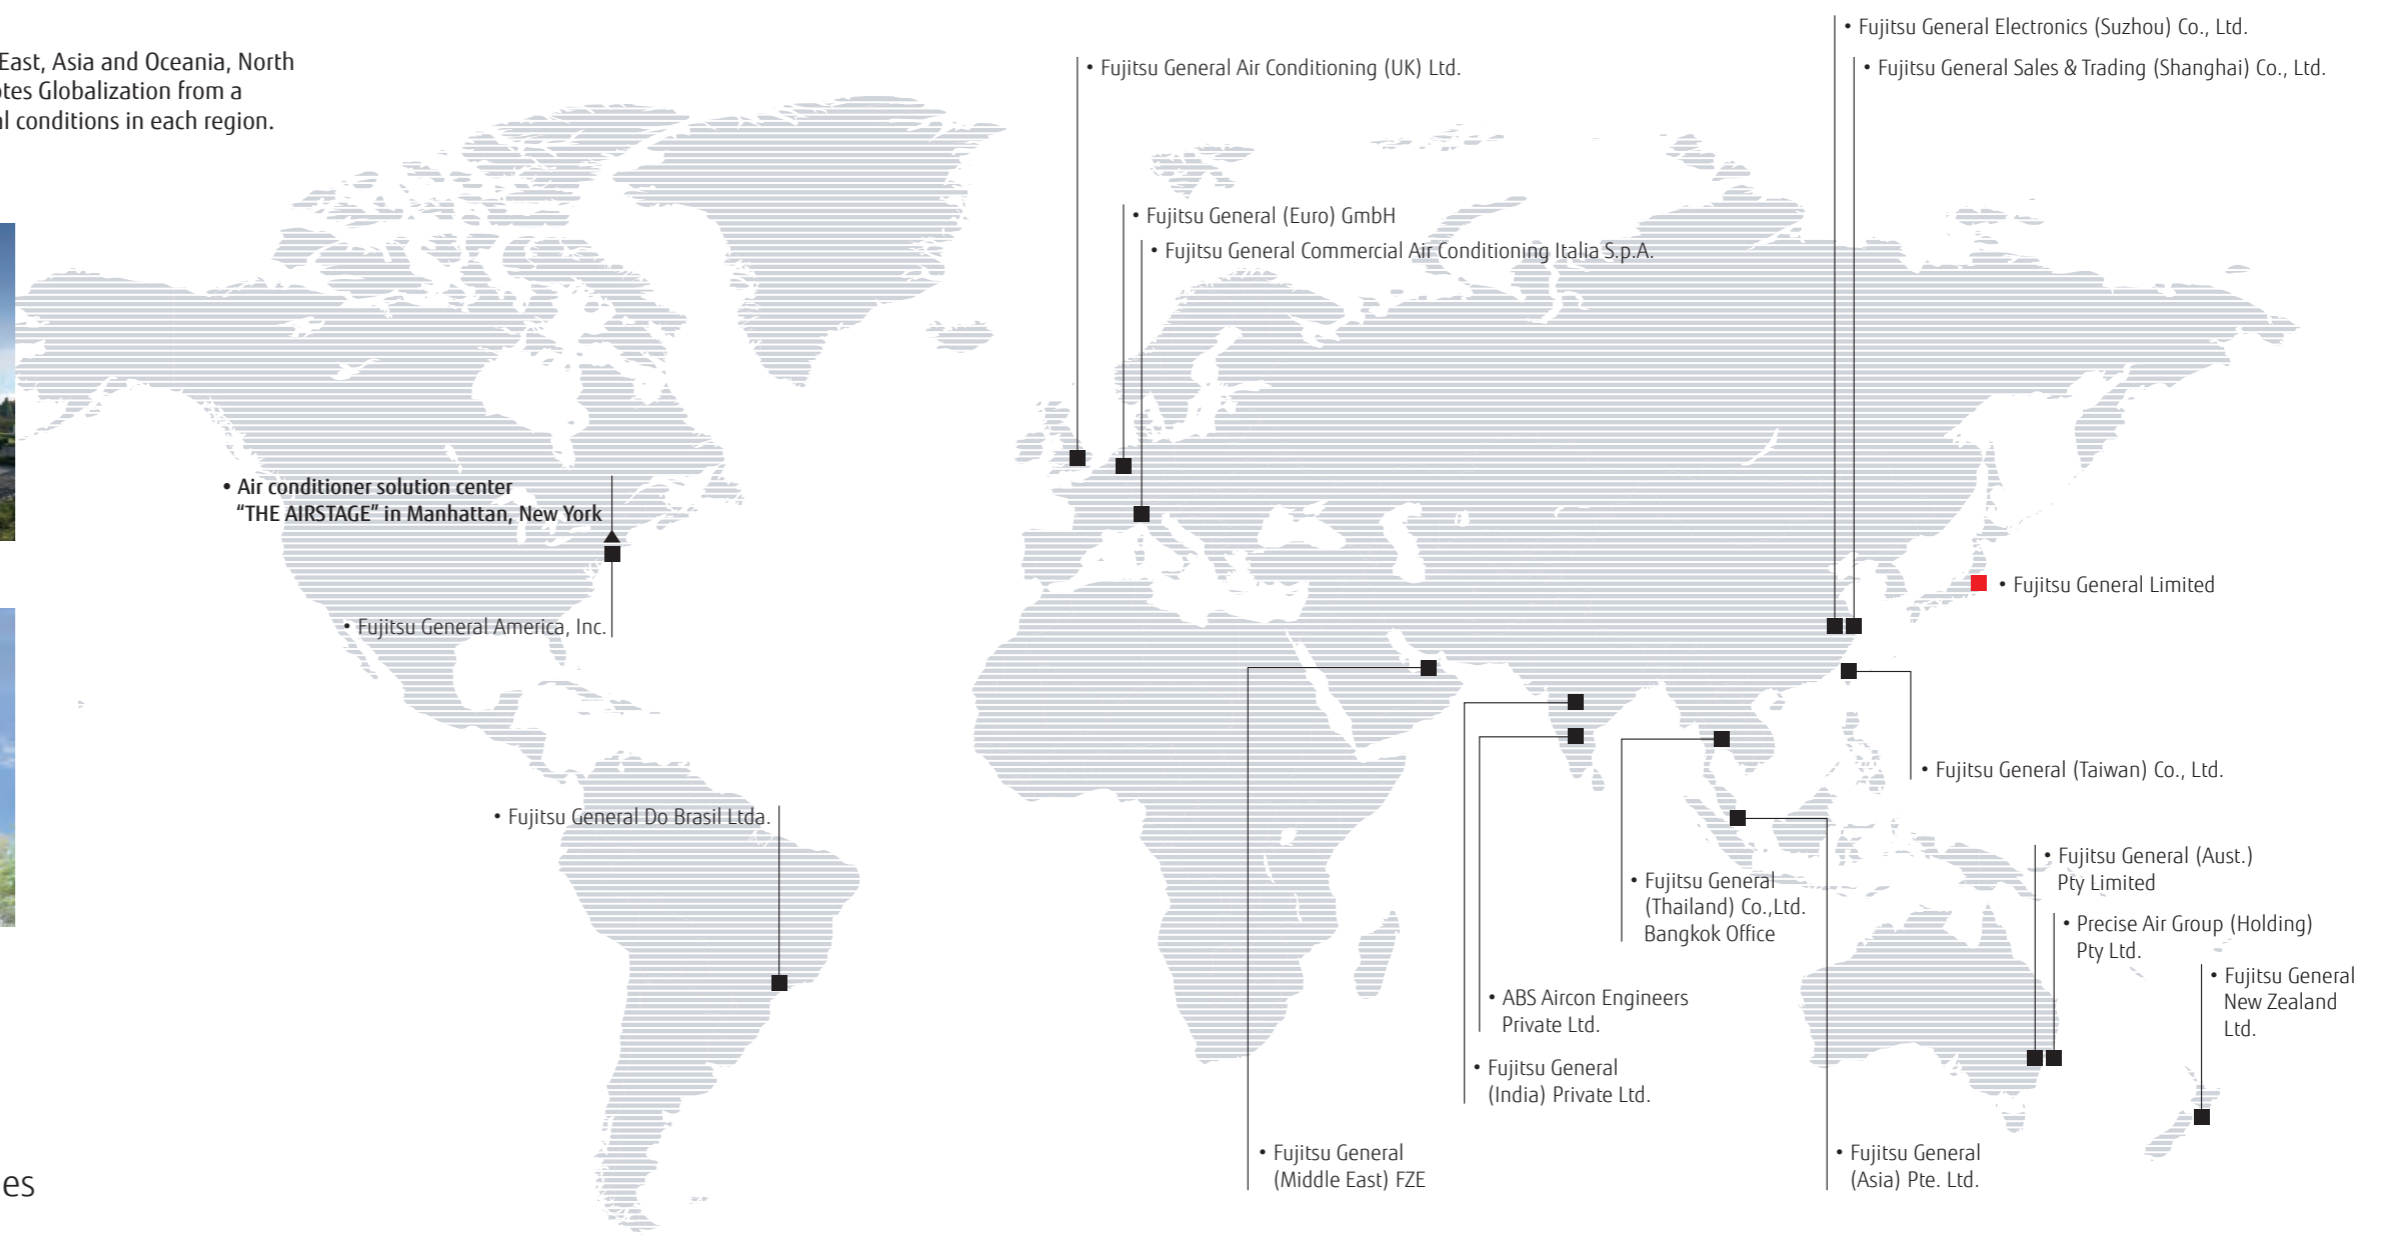 East, Asia and Oceania, North
otes Globalization from a
al conditions in each region.
• Fujitsu General Electronics (Suzhou) Co., Ltd.
• Fujitsu General Air Conditioning (UK) Ltd.
• Fujitsu General Sales & Trading (Shanghai) Co., Ltd.
• Fujitsu General (Euro) GmbH
• Fujitsu General Commercial Air Conditioning Italia S.p.A.
• Air conditioner solution center
“THE AIRSTAGE” in Manhattan, New York
• Fujitsu General Limited
• Fujitsu General America, Inc.
• Fujitsu General (Taiwan) Co., Ltd.
• Fujitsu General Do Brasil Ltda.
• Fujitsu General (Aust.)
Pty Limited
• Fujitsu General
(Thailand) Co.,Ltd.
Bangkok Office
• Precise Air Group (Holding)
Pty Ltd.
• Fujitsu General
New Zealand
Ltd.
• ABS Aircon Engineers
Private Ltd.
• Fujitsu General
(India) Private Ltd.
• Fujitsu General
(Middle East) FZE
• Fujitsu General
(Asia) Pte. Ltd.
es